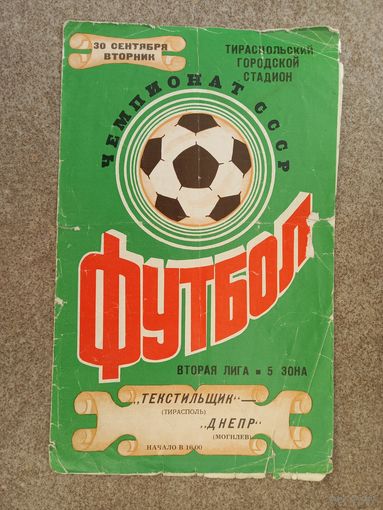 30 СЕНТЯБРЯ
ВТОРНИК
ТИРАСПОЛЬСКИЙ
ГОРОДСКОЙ
СТАДИОН
ЧЕМПИОНАТ СССР
ФУТБОЛ
ВТОРАЯ ЛИГА ▪ 5 ЗОНА
„ТЕКСТИЛЬЩИК“—
(ТИРАСПОЛЬ)
„ДНЕПР“
(МОГИЛЕВ)
НАЧАЛО В 16.00